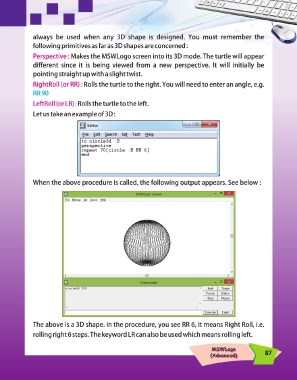 always be used when any 3D shape is designed. You must remember the
following primitives as far as 3D shapes are concerned :
Perspective : Makes the MSWLogo screen into its 3D mode. The turtle will appear
different since it is being viewed from a new perspective. It will initially be
pointing straight up with a slight twist.
RightRoll (or RR) : Rolls the turtle to the right. You will need to enter an angle, e.g.
RR 90
LeftRoll (or LR) : Rolls the turtle to the left.
Let us take an example of 3D :
Editor
File Edit Search Set Test! Help
to circle3d :R
perspective
repeat 70[circle :R RR 6]
end
When the above procedure is called, the following output appears. See below :
MSWLogo Screen
File Bitmap Set Zoom Help
Commander
Halt Trace
Pause Status
Step Reset
Execute Edall
The above is a 3D shape. In the procedure, you see RR 6, it means Right Roll, i.e.
rolling right 6 steps. The keyword LR can also be used which means rolling left.
MSWLogo
(Advanced)
87